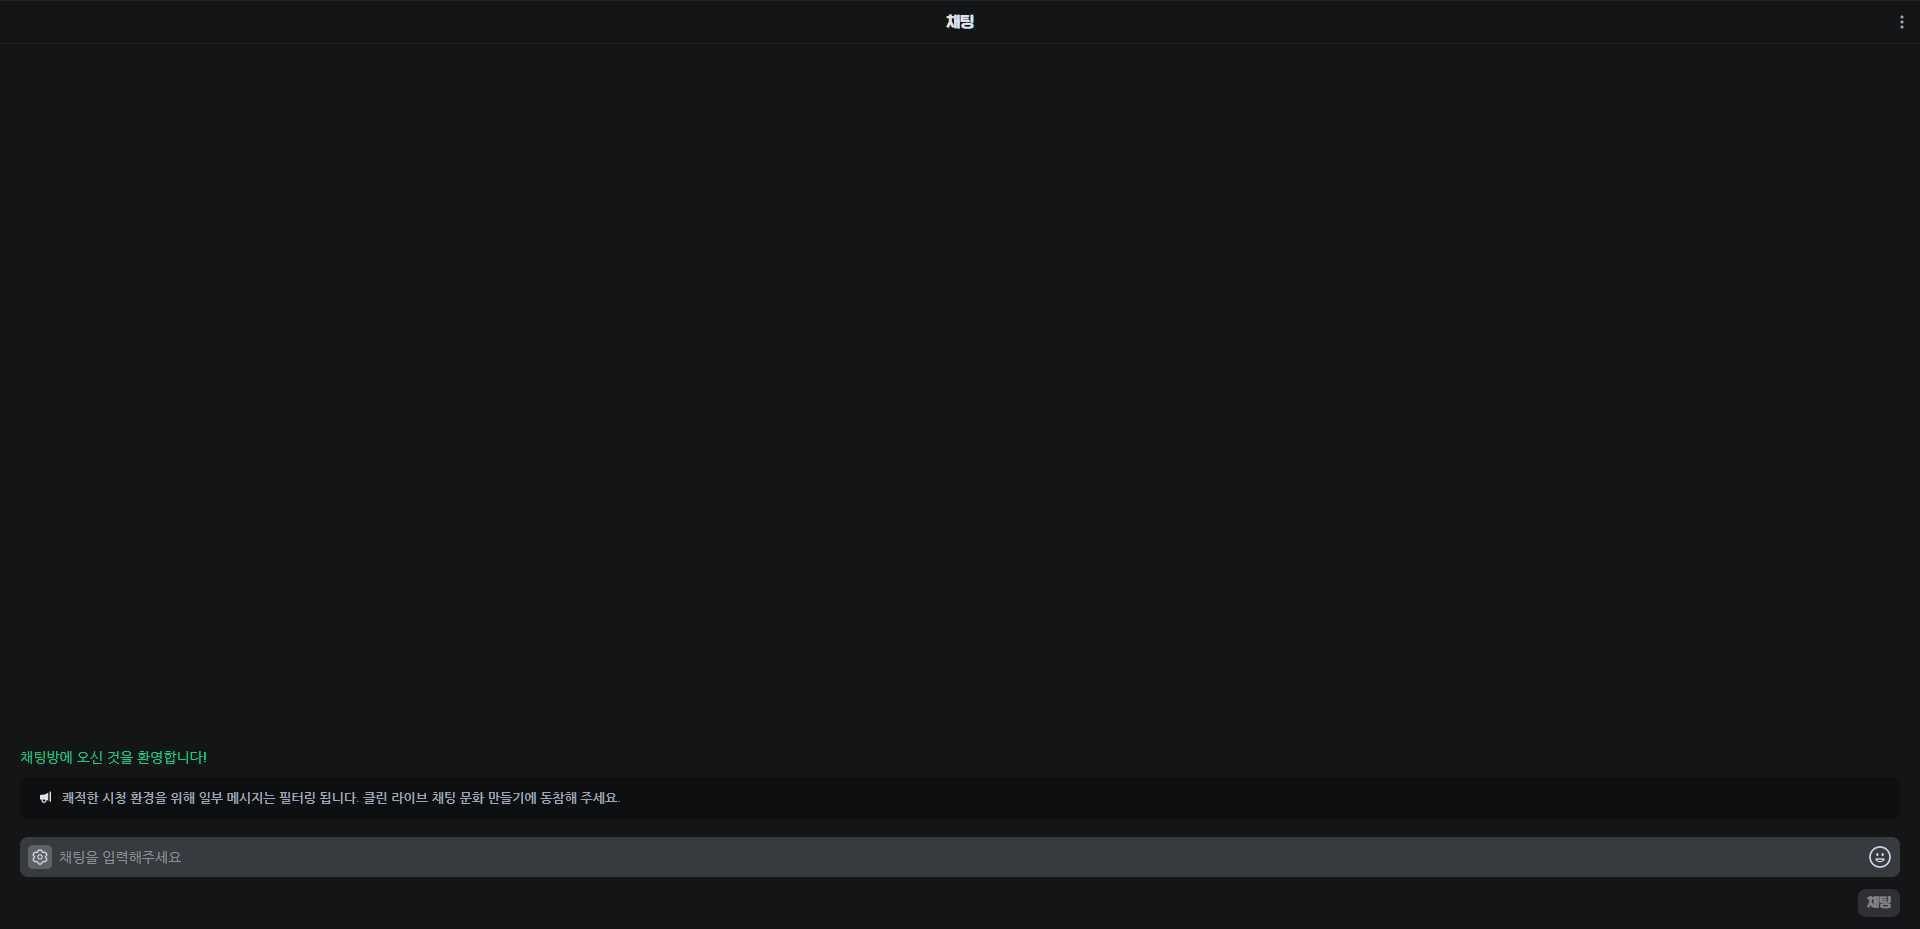 채팅
채팅방에 오신 것을 환영합니다!
쾌적한 시청 환경을 위해 일부 메시지는 필터링 됩니다. 클린 라이브 채팅 문화 만들기에 동참해 주세요.
채팅을 입력해주세요
채팅